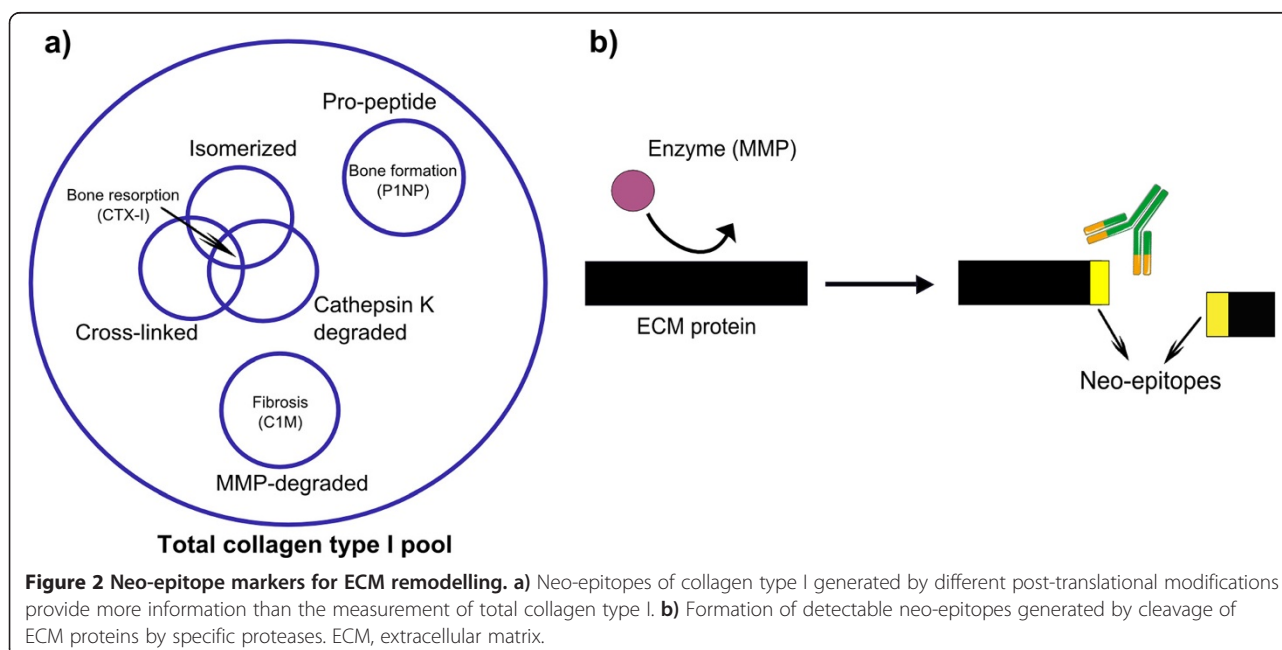 a)
Pro-peptide
Bone formation
(P1NP)
Isomerized
Bone resorption
(CTX-I)
Cross-linked
Cathepsin K
degraded
Fibrosis
(C1M)
MMP-degraded
Total collagen type I pool
b)
Enzyme (MMP)
ECM protein
Neo-epitopes
Figure 2 Neo-epitope markers for ECM remodelling. a) Neo-epitopes of collagen type I generated by different post-translational modifications
provide more information than the measurement of total collagen type I. b) Formation of detectable neo-epitopes generated by cleavage of
ECM proteins by specific proteases. ECM, extracellular matrix.